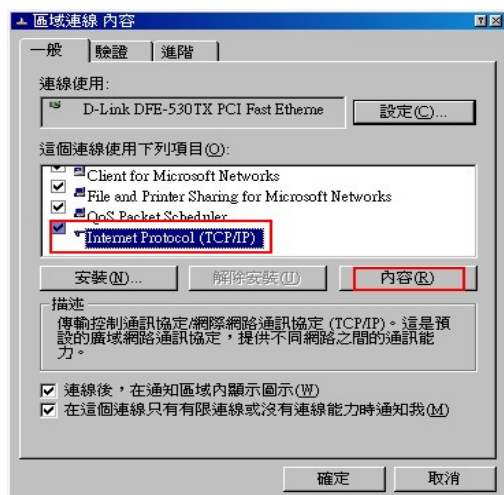 區域連線 內容
一般 驗證 進階
連線使用:
D-Link DFE-530TX PCI Fast Etherne 設定(C)...
這個連線使用下列項目(O):
Client for Microsoft Networks
File and Printer Sharing for Microsoft Networks
QoS Packet Scheduler
Internet Protocol (TCP/IP)
安裝(N)... 解除安裝(U) 內容(R)
描述
傳輸控制通訊協定/網際網路通訊協定 (TCP/IP)。這是預
設的廣域網路通訊協定,提供不同網路之間的通訊能
力。
連線後,在通知區域內顯示圖示(W)
在這個連線只有有限連線或沒有連線能力時通知我(M)
確定 取消